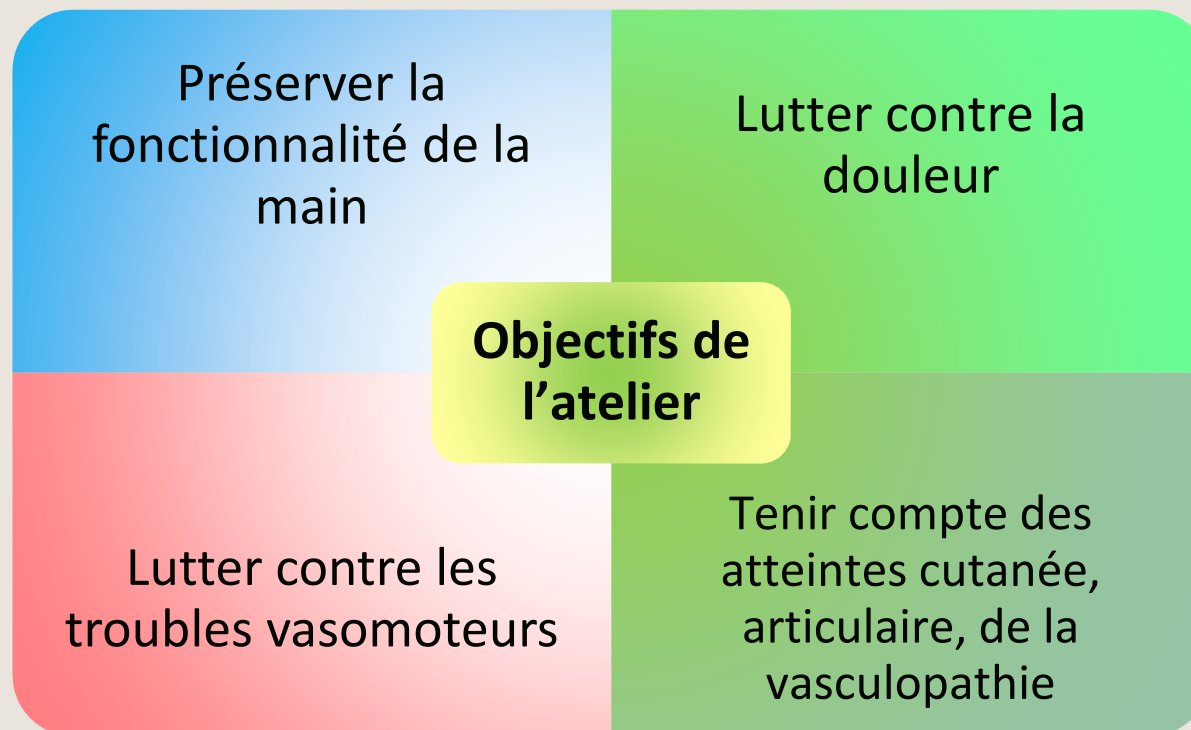 Préserver la
fonctionnalité de la
main
Lutter contre la
douleur
Objectifs de
l’atelier
Lutter contre les
troubles vasomoteurs
Tenir compte des
atteintes cutanée,
articulaire, de la
vasculopathie